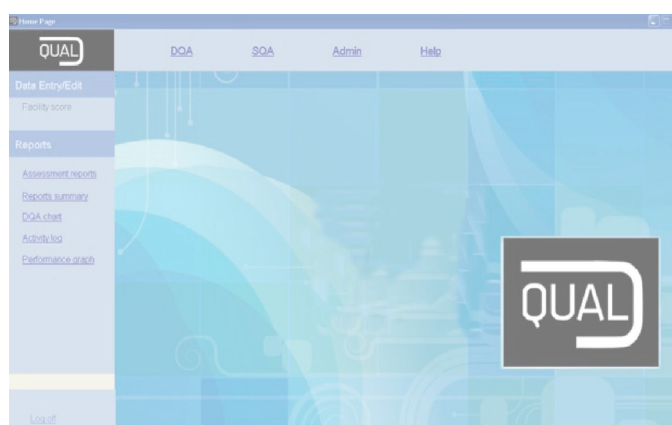 Home Page
QUAL
DQA SQA Admin Help
Data Entry/Edit
Facility score
Reports
Assessment reports
Reports summary
DQA chart
Activity log
Performance graph
QUAL
Log off